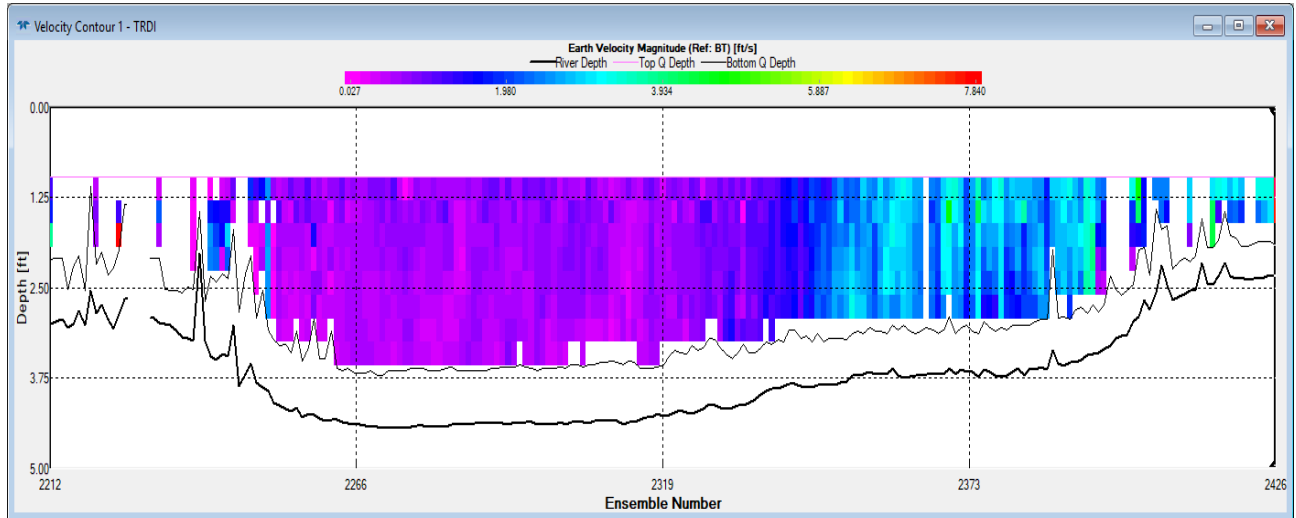 Velocity Contour 1 - TRDI
Earth Velocity Magnitude (Ref: BT) [ft/s]
River Depth Top Q Depth Bottom Q Depth
0.027 1.980 3.934 5.887 7.840
0.00
1.25
2.50
3.75
5.00
Depth [ft]
2212 2266 2319 2373 2426
Ensemble Number